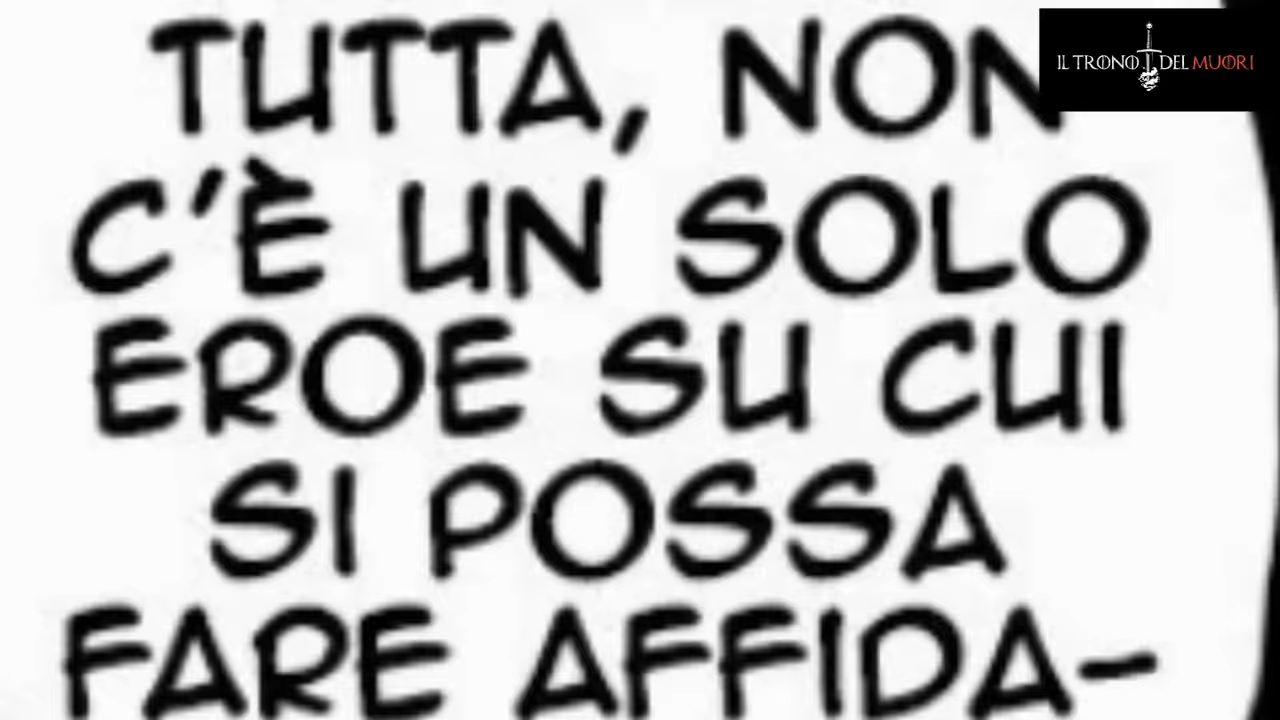 TUTTA, NON
C'È UN SOLO
EROE SU CUI
SI POSSA
FARE AFFIDA-
IL TRONO DEL MUORI